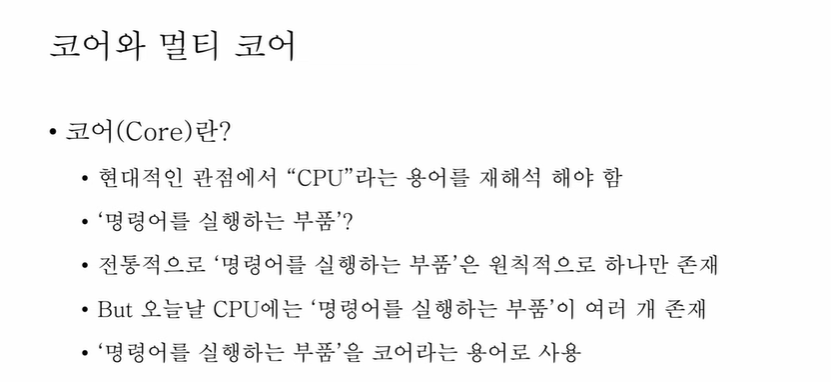 코어와 멀티 코어
• 코어(Core)란?
• 현대적인 관점에서 “CPU”라는 용어를 재해석 해야 함
• ‘명령어를 실행하는 부품’?
• 전통적으로 ‘명령어를 실행하는 부품’은 원칙적으로 하나만 존재
• But 오늘날 CPU에는 ‘명령어를 실행하는 부품’이 여러 개 존재
• ‘명령어를 실행하는 부품’을 코어라는 용어로 사용